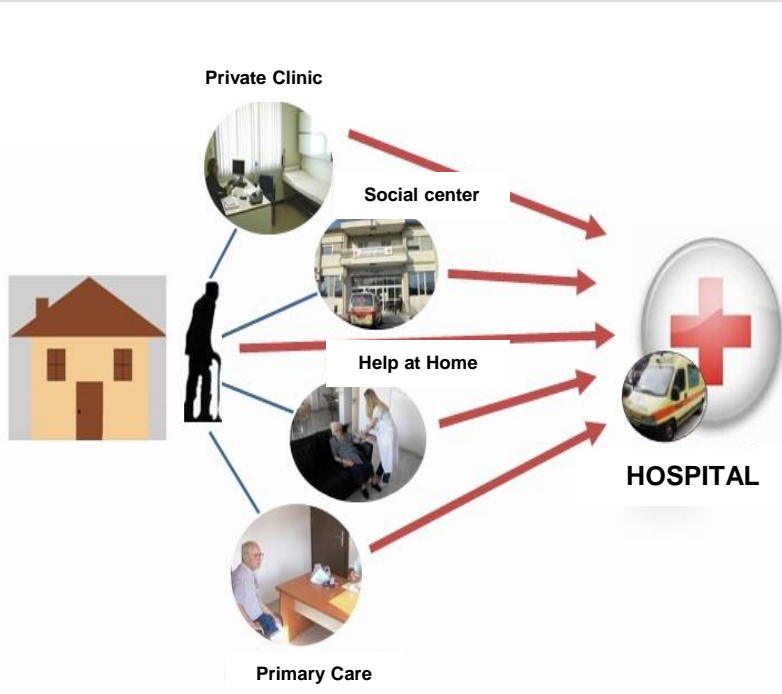 Private Clinic
Social center
Help at Home
HOSPITAL
Primary Care